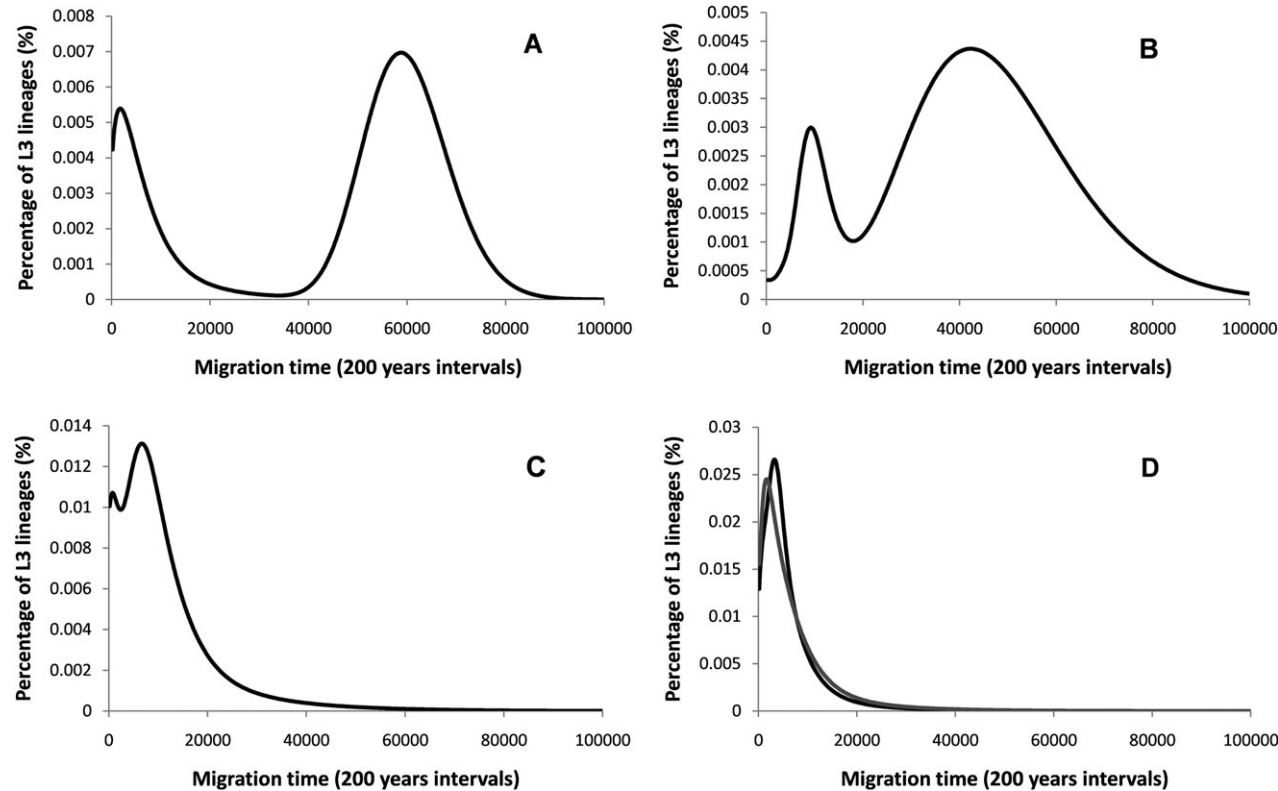 A
Percentage of L3 lineages (%)
0.008
0.007
0.006
0.005
0.004
0.003
0.002
0.001
0
0 20000 40000 60000 80000 100000
Migration time (200 years intervals)
B
Percentage of L3 lineages (%)
0.005
0.0045
0.004
0.0035
0.003
0.0025
0.002
0.0015
0.001
0.0005
0
0 20000 40000 60000 80000 100000
Migration time (200 years intervals)
C
Percentage of L3 lineages (%)
0.014
0.012
0.01
0.008
0.006
0.004
0.002
0
0 20000 40000 60000 80000 100000
Migration time (200 years intervals)
D
Percentage of L3 lineages (%)
0.03
0.025
0.02
0.015
0.01
0.005
0
0 20000 40000 60000 80000 100000
Migration time (200 years intervals)